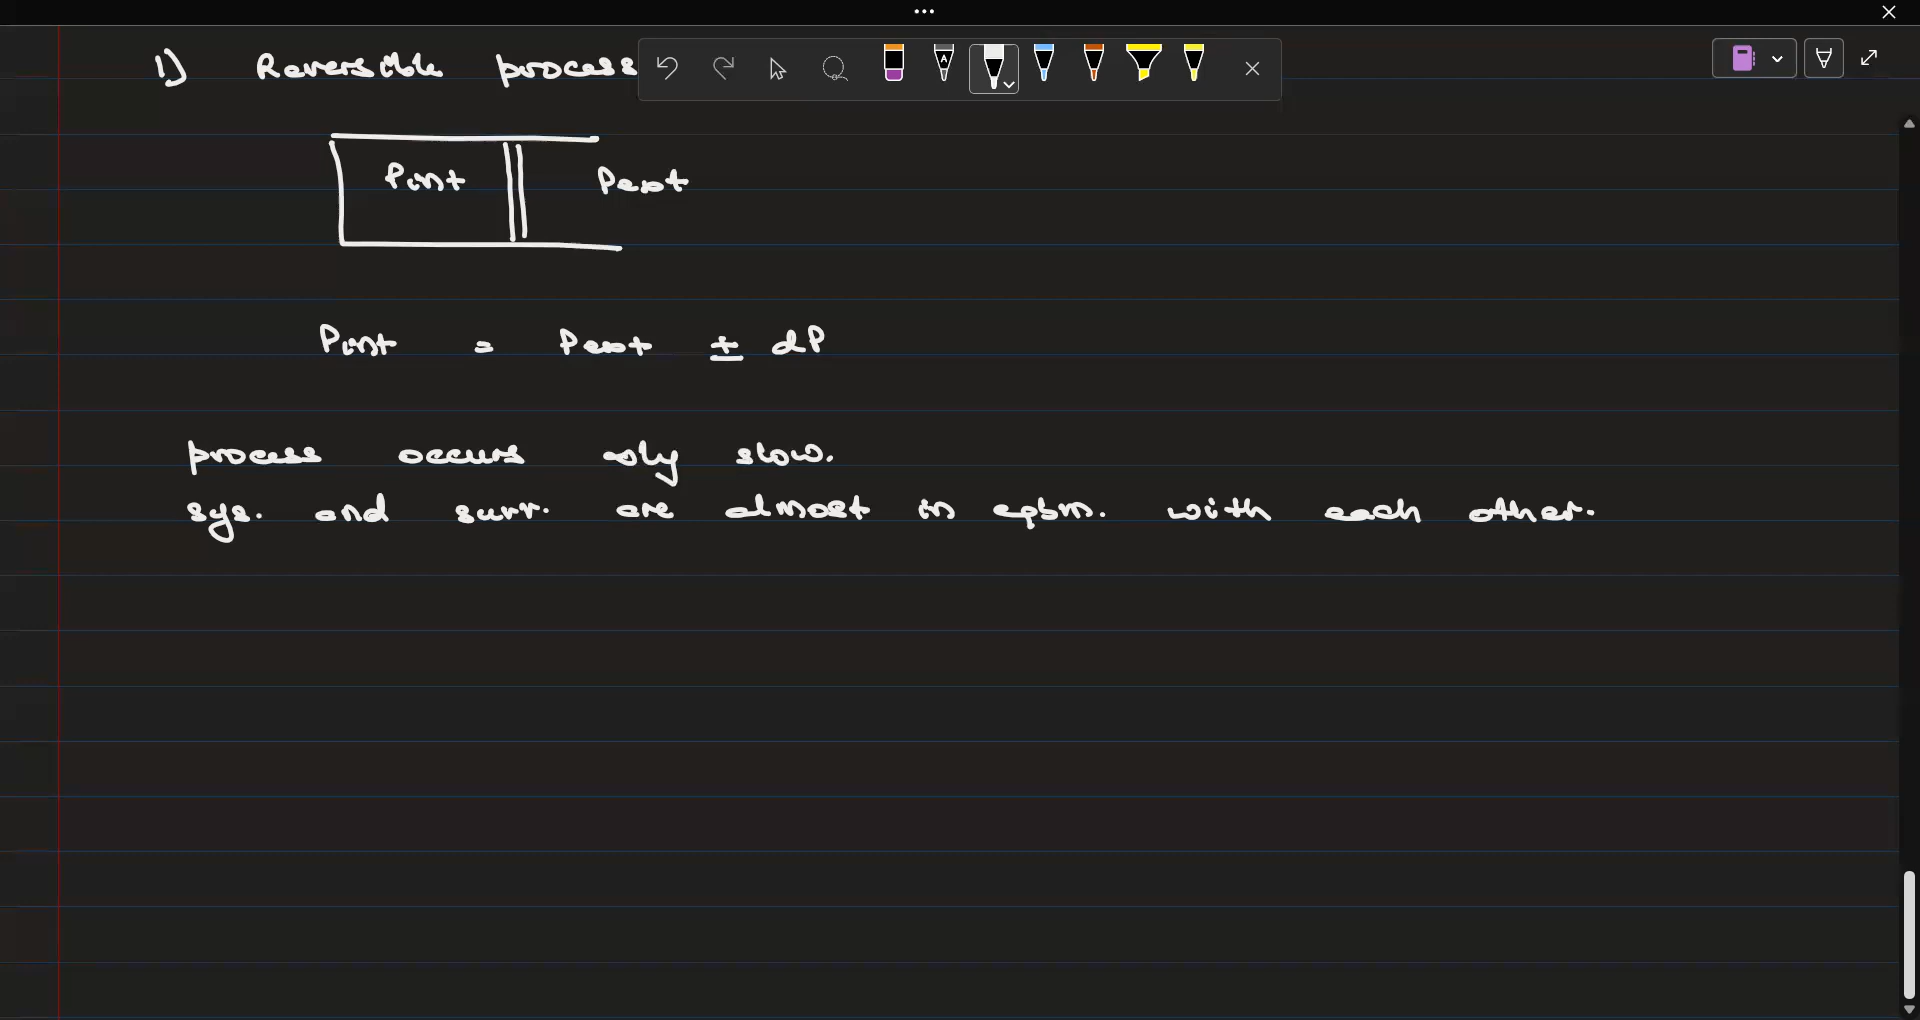 1) Reversible process
Pint Pext
Pint = Pext ± dP
process occurs ∞ly slow.
sys. and surr. are almost in eqbm. with each other.